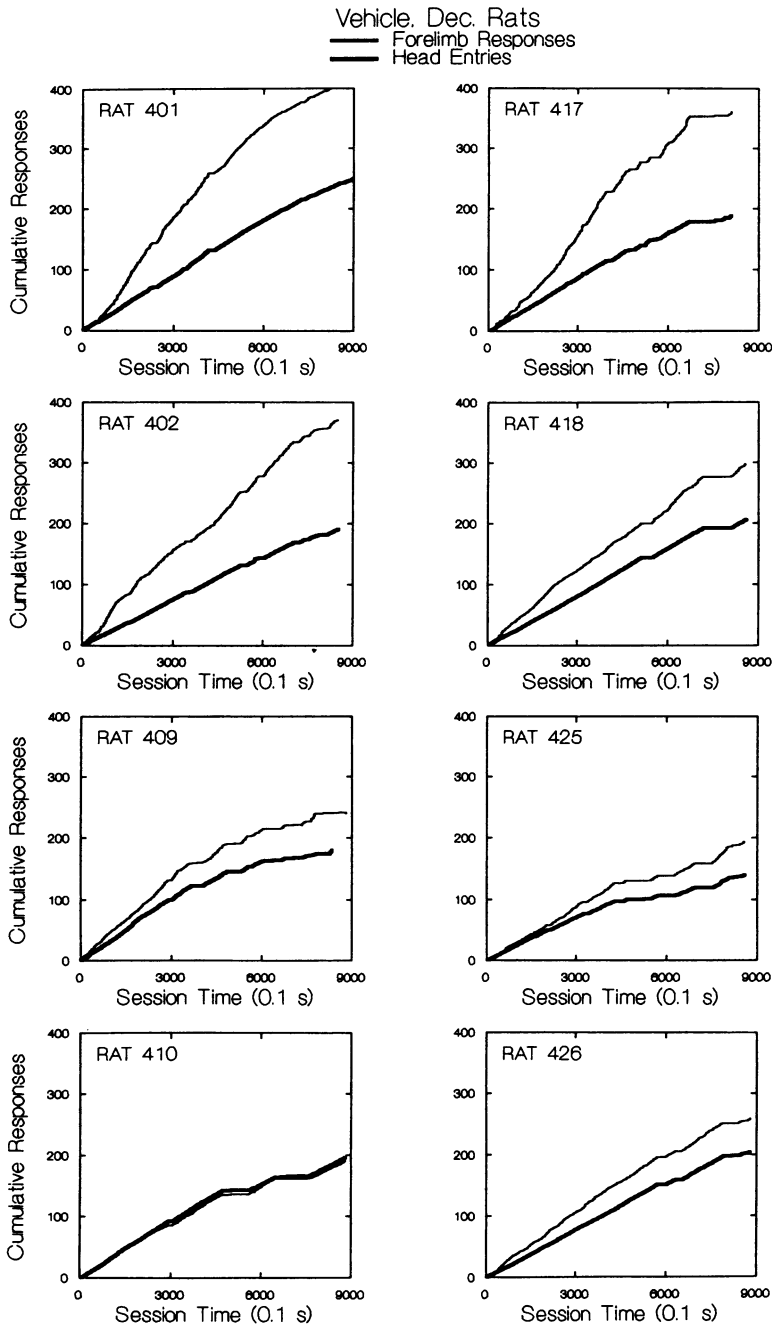 Vehicle, Dec. Rats
Forelimb Responses
Head Entries
RAT 401
Cumulative Responses
400
300
200
100
0
0 3000 6000 9000
Session Time (0.1 s)
RAT 417
400
300
200
100
0
0 3000 6000 9000
Session Time (0.1 s)
RAT 402
Cumulative Responses
400
300
200
100
0
0 3000 6000 9000
Session Time (0.1 s)
RAT 418
400
300
200
100
0
0 3000 6000 9000
Session Time (0.1 s)
RAT 409
Cumulative Responses
400
300
200
100
0
0 3000 6000 9000
Session Time (0.1 s)
RAT 425
400
300
200
100
0
0 3000 6000 9000
Session Time (0.1 s)
RAT 410
Cumulative Responses
400
300
200
100
0
0 3000 6000 9000
Session Time (0.1 s)
RAT 426
400
300
200
100
0
0 3000 6000 9000
Session Time (0.1 s)